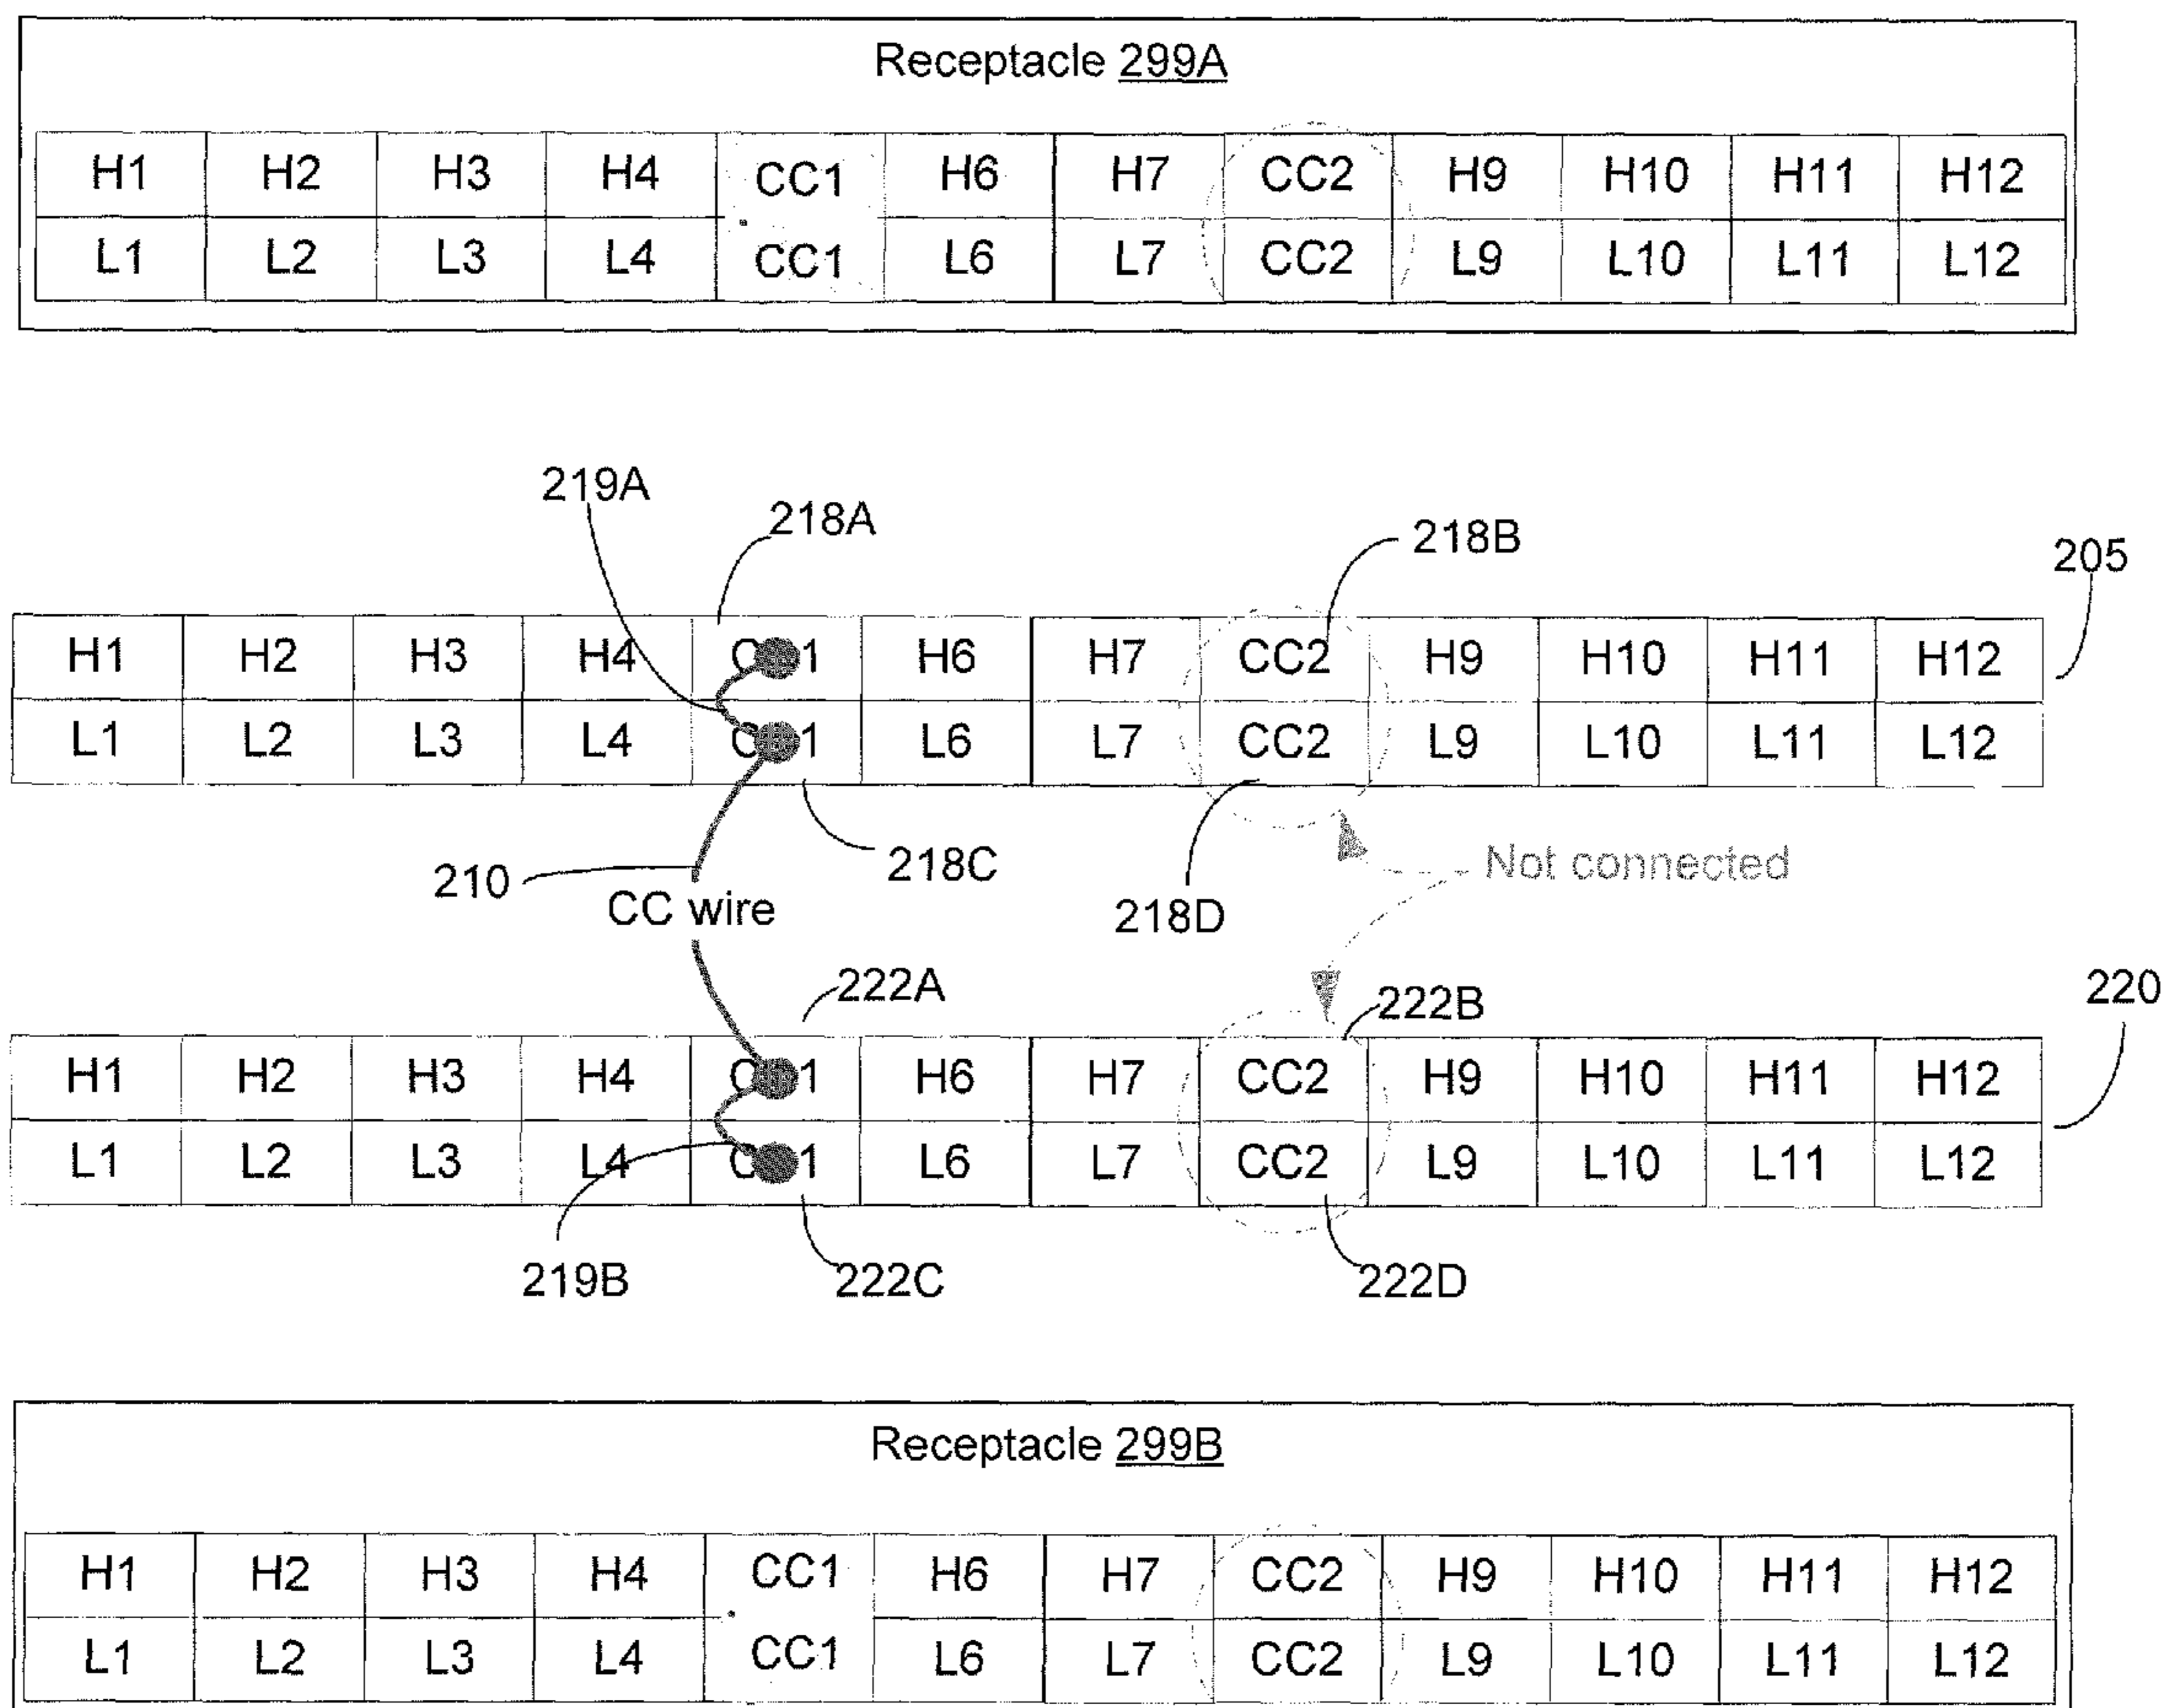 Receptacle 299A
H1 H2 H3 H4 CC1 H6 H7 CC2 H9 H10 H11 H12
L1 L2 L3 L4 CC1 L6 L7 CC2 L9 L10 L11 L12
219A
218A
218B
205
H1 H2 H3 H4 H6 H7 CC2 H9 H10 H11 H12
L1 L2 L3 L4 L6 L7 CC2 L9 L10 L11 L12
210
218C
Not connected
CC wire
218D
222A
222B
220
H1 H2 H3 H4 H6 H7 CC2 H9 H10 H11 H12
L1 L2 L3 L4 L6 L7 CC2 L9 L10 L11 L12
219B
222C
222D
Receptacle 299B
H1 H2 H3 H4 CC1 H6 H7 CC2 H9 H10 H11 H12
L1 L2 L3 L4 CC1 L6 L7 CC2 L9 L10 L11 L12